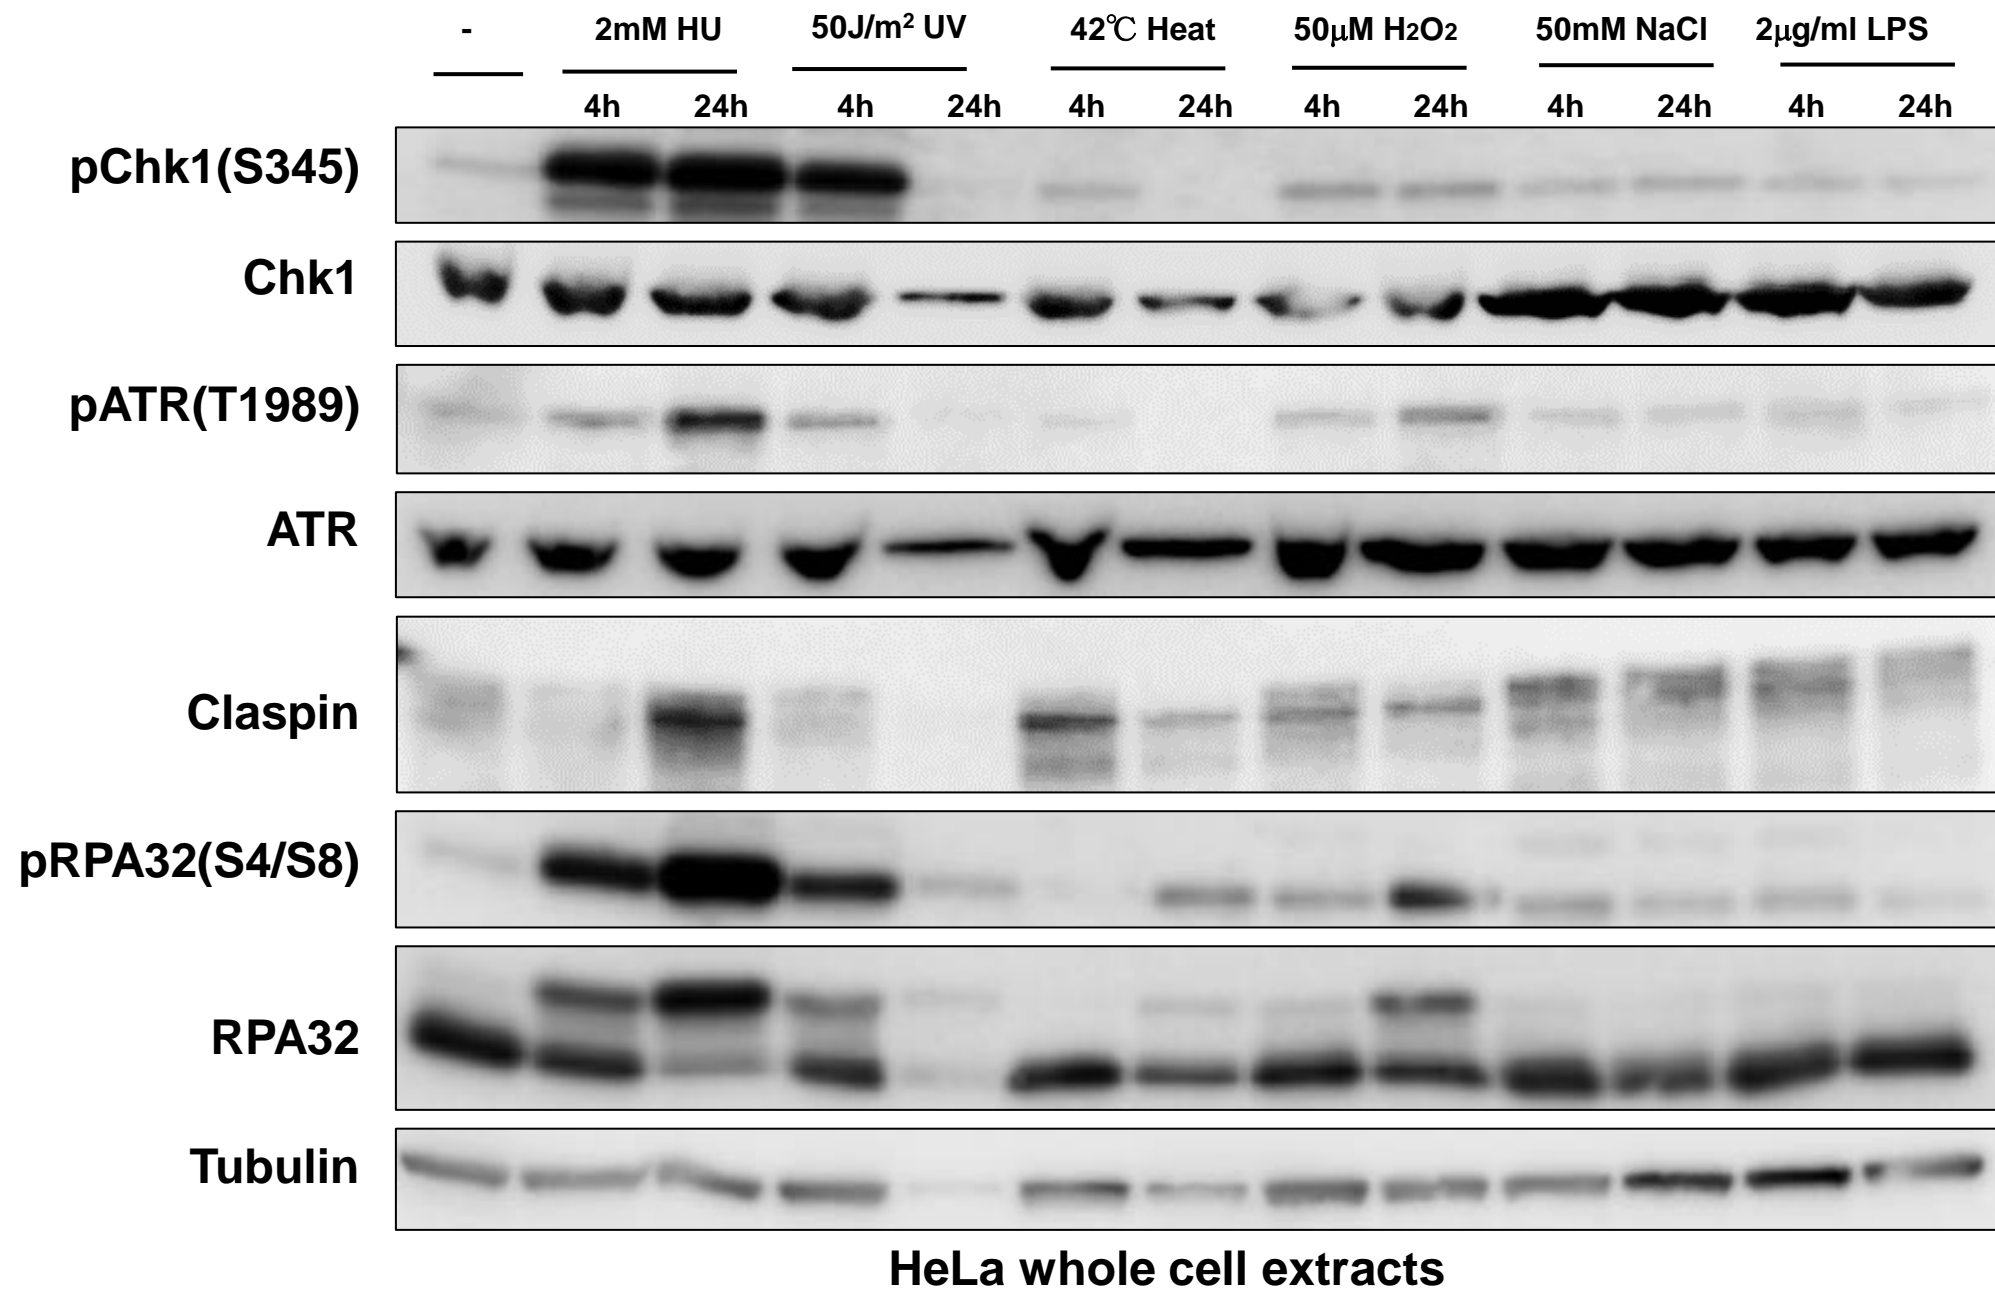 - 2mM HU 50J/m² UV 42℃ Heat 50μM H2O2 50mM NaCl 2μg/ml LPS
4h 24h 4h 24h 4h 24h 4h 24h 4h 24h 4h 24h
pChk1(S345)
Chk1
pATR(T1989)
ATR
Claspin
pRPA32(S4/S8)
RPA32
Tubulin
HeLa whole cell extracts